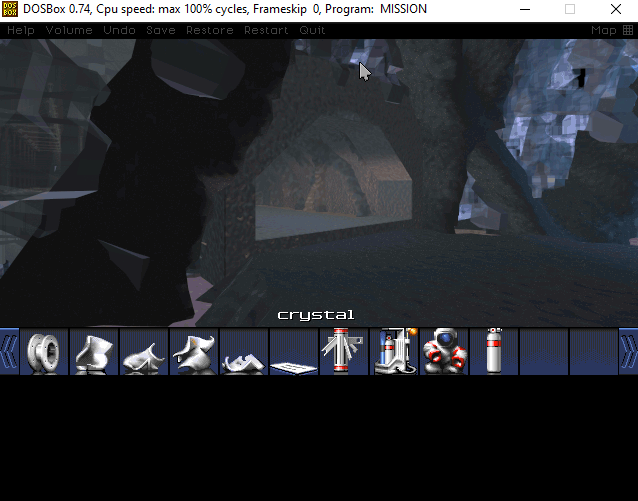 DOSBox 0.74, Cpu speed: max 100% cycles, Frameskip 0, Program: MISSION
Help Volume Undo Save Restore Restart Quit Map
crystal